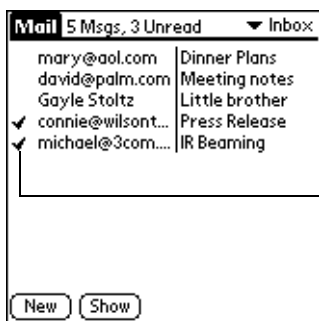 Mail 5 Msgs, 3 Unread Inbox
mary@aol.com Dinner Plans
david@palm.com Meeting notes
Gayle Stoltz Little brother
connie@wilsont... Press Release
michael@3com.... IR Beaming
New Show